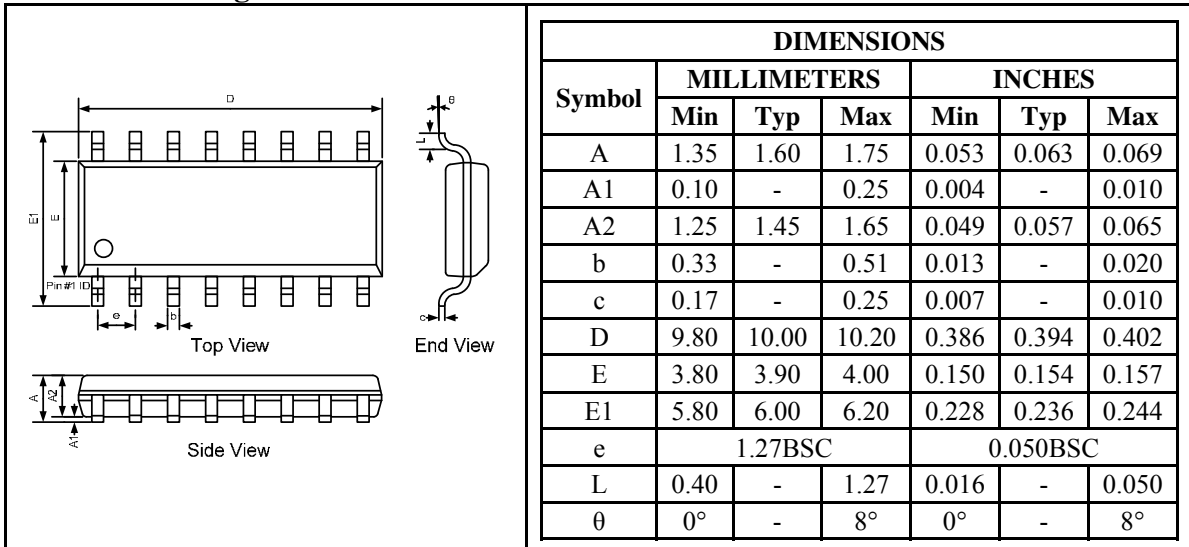 D
E1
E
Pin #1 ID
e
b
Top View
θ
L
c
End View
A
A2
A1
Side View
DIMENSIONS
Symbol MILLIMETERS INCHES
Min Typ Max Min Typ Max
A 1.35 1.60 1.75 0.053 0.063 0.069
A1 0.10 - 0.25 0.004 - 0.010
A2 1.25 1.45 1.65 0.049 0.057 0.065
b 0.33 - 0.51 0.013 - 0.020
c 0.17 - 0.25 0.007 - 0.010
D 9.80 10.00 10.20 0.386 0.394 0.402
E 3.80 3.90 4.00 0.150 0.154 0.157
E1 5.80 6.00 6.20 0.228 0.236 0.244
e 1.27BSC 0.050BSC
L 0.40 - 1.27 0.016 - 0.050
θ 0° - 8° 0° - 8°